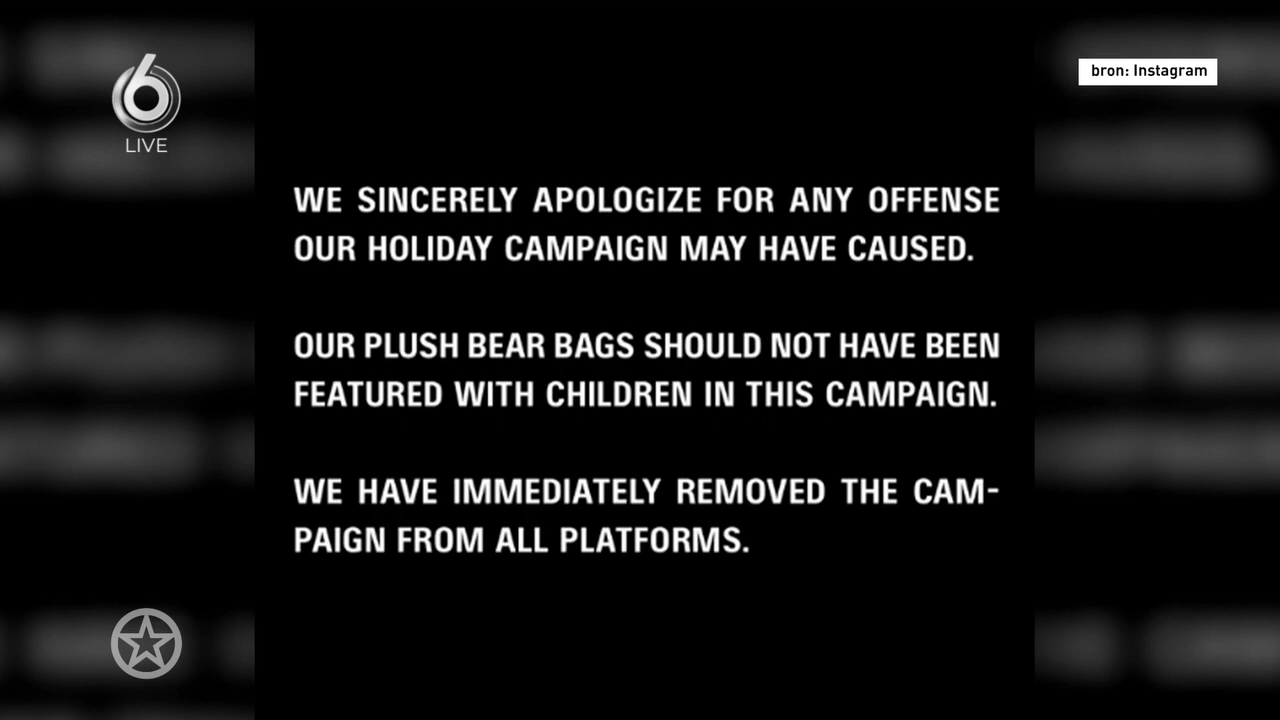 6
LIVE
bron: Instagram
WE SINCERELY APOLOGIZE FOR ANY OFFENSE
OUR HOLIDAY CAMPAIGN MAY HAVE CAUSED.
OUR PLUSH BEAR BAGS SHOULD NOT HAVE BEEN
FEATURED WITH CHILDREN IN THIS CAMPAIGN.
WE HAVE IMMEDIATELY REMOVED THE CAM-
PAIGN FROM ALL PLATFORMS.